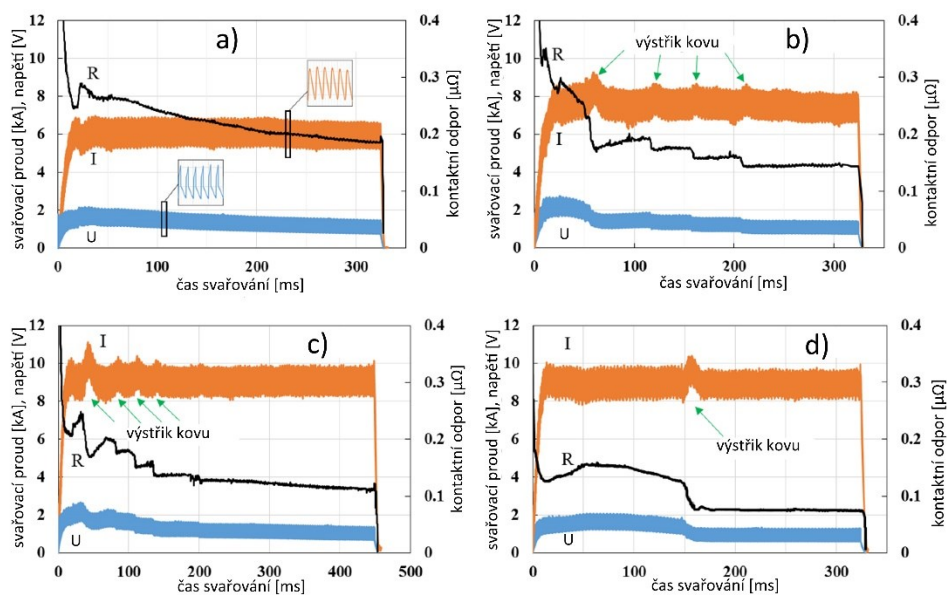 a)
svařovací proud [kA], napětí [V]
12
10
8
6
4
2
0
0.4
0.3
0.2
0.1
0
kontaktní odpor [µΩ]
R
I
U
0
100
200
300
čas svařování [ms]
b)
svařovací proud [kA], napětí [V]
12
10
8
6
4
2
0
0.4
0.3
0.2
0.1
0
kontaktní odpor [µΩ]
výstřik kovu
R
I
U
0
100
200
300
čas svařování [ms]
c)
svařovací proud [kA], napětí [V]
12
10
8
6
4
2
0
0.4
0.3
0.2
0.1
0
kontaktní odpor [µΩ]
I
výstřik kovu
R
U
0
100
200
300
400
500
čas svařování [ms]
d)
svařovací proud [kA], napětí [V]
12
10
8
6
4
2
0
0.4
0.3
0.2
0.1
0
kontaktní odpor [µΩ]
I
výstřik kovu
R
U
0
100
200
300
čas svařování [ms]